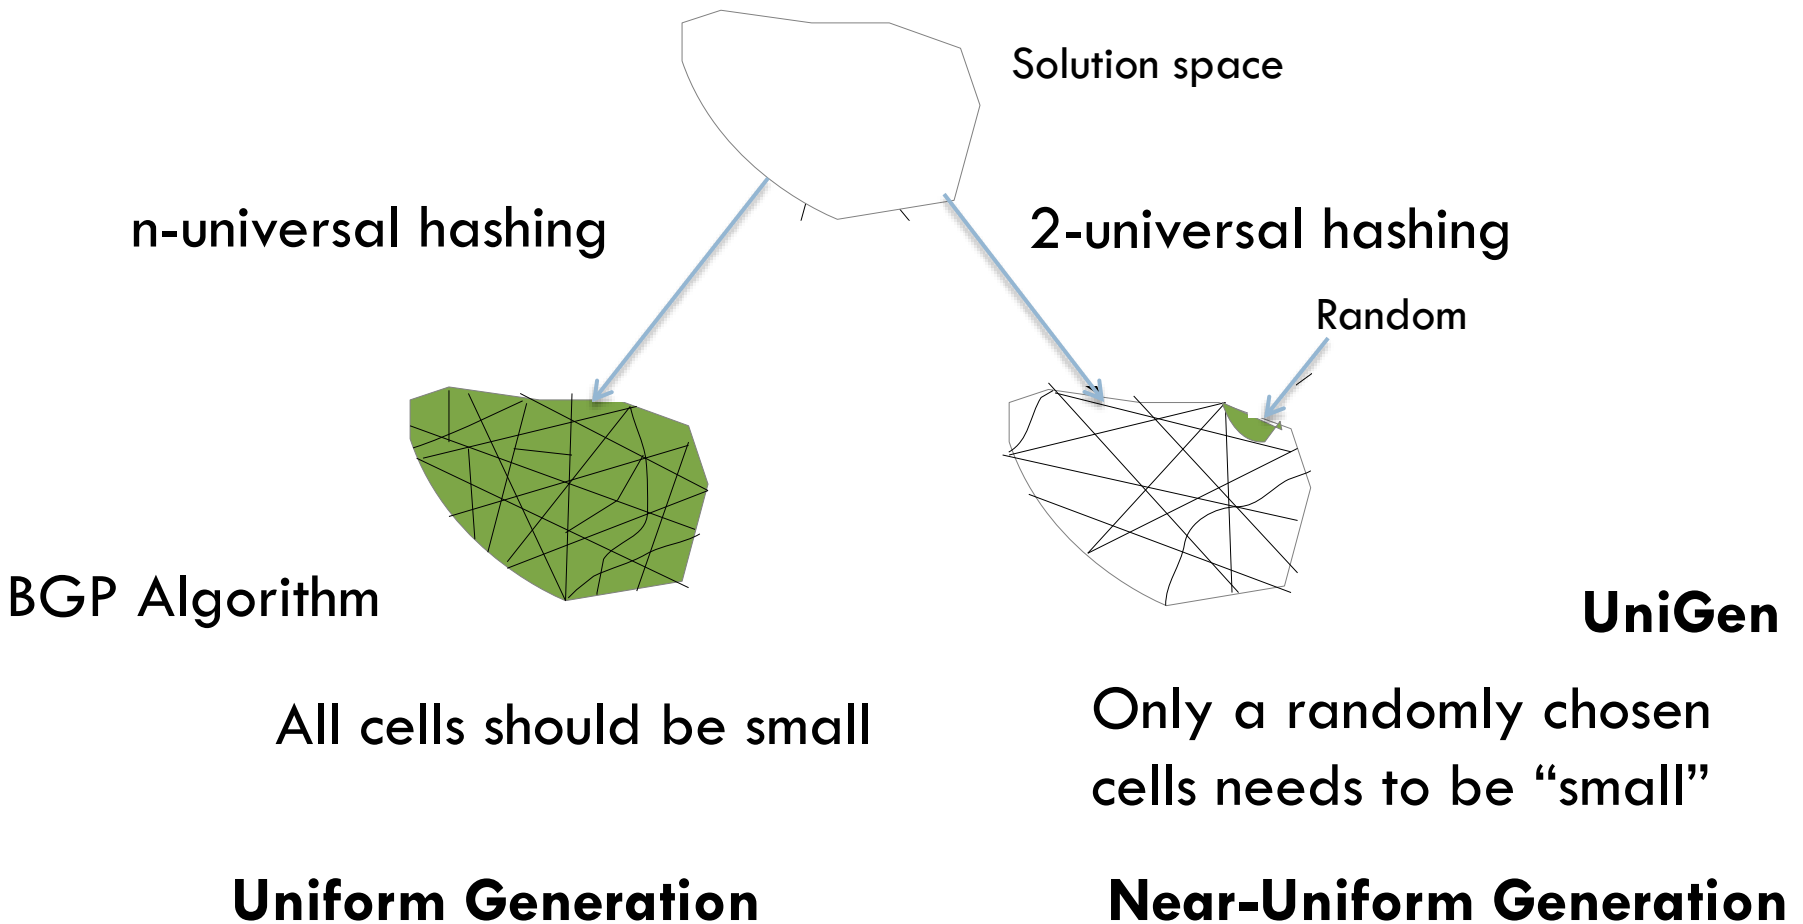 Solution space
n-universal hashing
2-universal hashing
Random
BGP Algorithm
UniGen
All cells should be small
Only a randomly chosen
cells needs to be “small”
Uniform Generation
Near-Uniform Generation